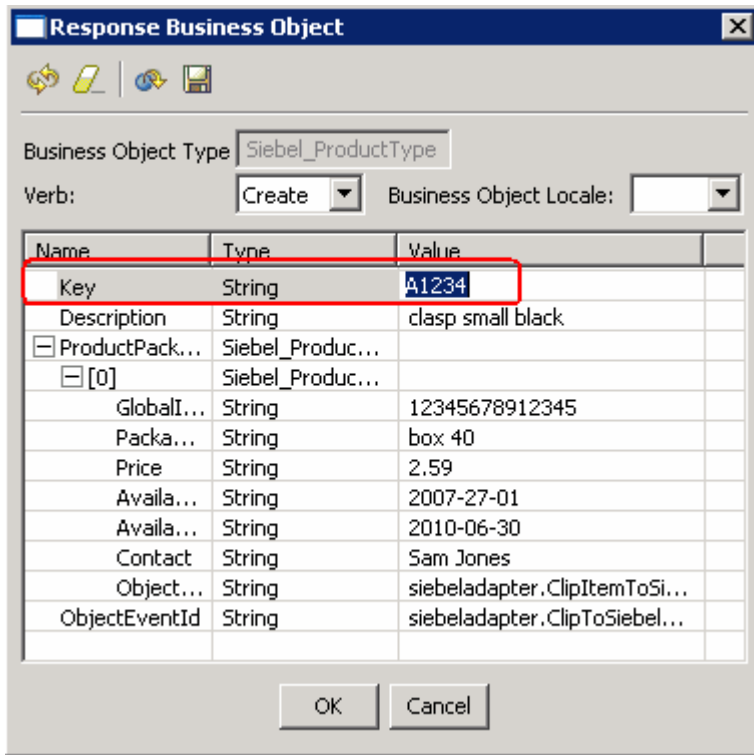 Response Business Object
Business Object Type Siebel_ProductType
Verb: Create Business Object Locale:
Name Type Value
Key String A1234
Description String clasp small black
ProductPack... Siebel_Produc...
[0] Siebel_Produc...
GlobalI... String 12345678912345
Packa... String box 40
Price String 2.59
Availa... String 2007-27-01
Availa... String 2010-06-30
Contact String Sam Jones
Object... String siebeladapter.ClipItemToSi...
ObjectEventId String siebeladapter.ClipToSiebel...
OK Cancel